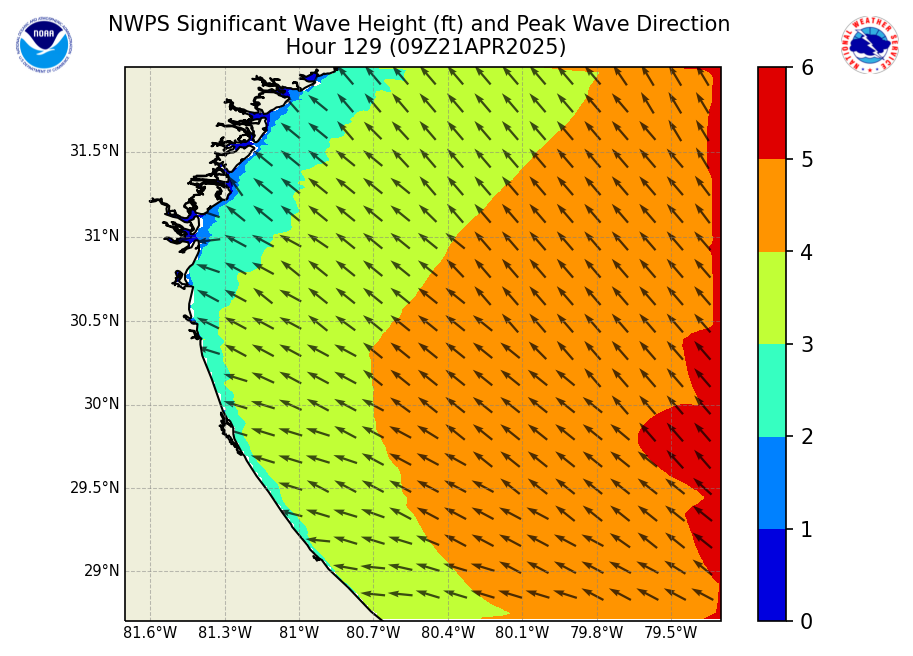 NWPS Significant Wave Height (ft) and Peak Wave Direction
Hour 129 (09Z21APR2025)
NOAA
NATIONAL WEATHER SERVICE
31.5°N
31°N
30.5°N
30°N
29.5°N
29°N
81.6°W 81.3°W 81°W 80.7°W 80.4°W 80.1°W 79.8°W 79.5°W
6
5
4
3
2
1
0